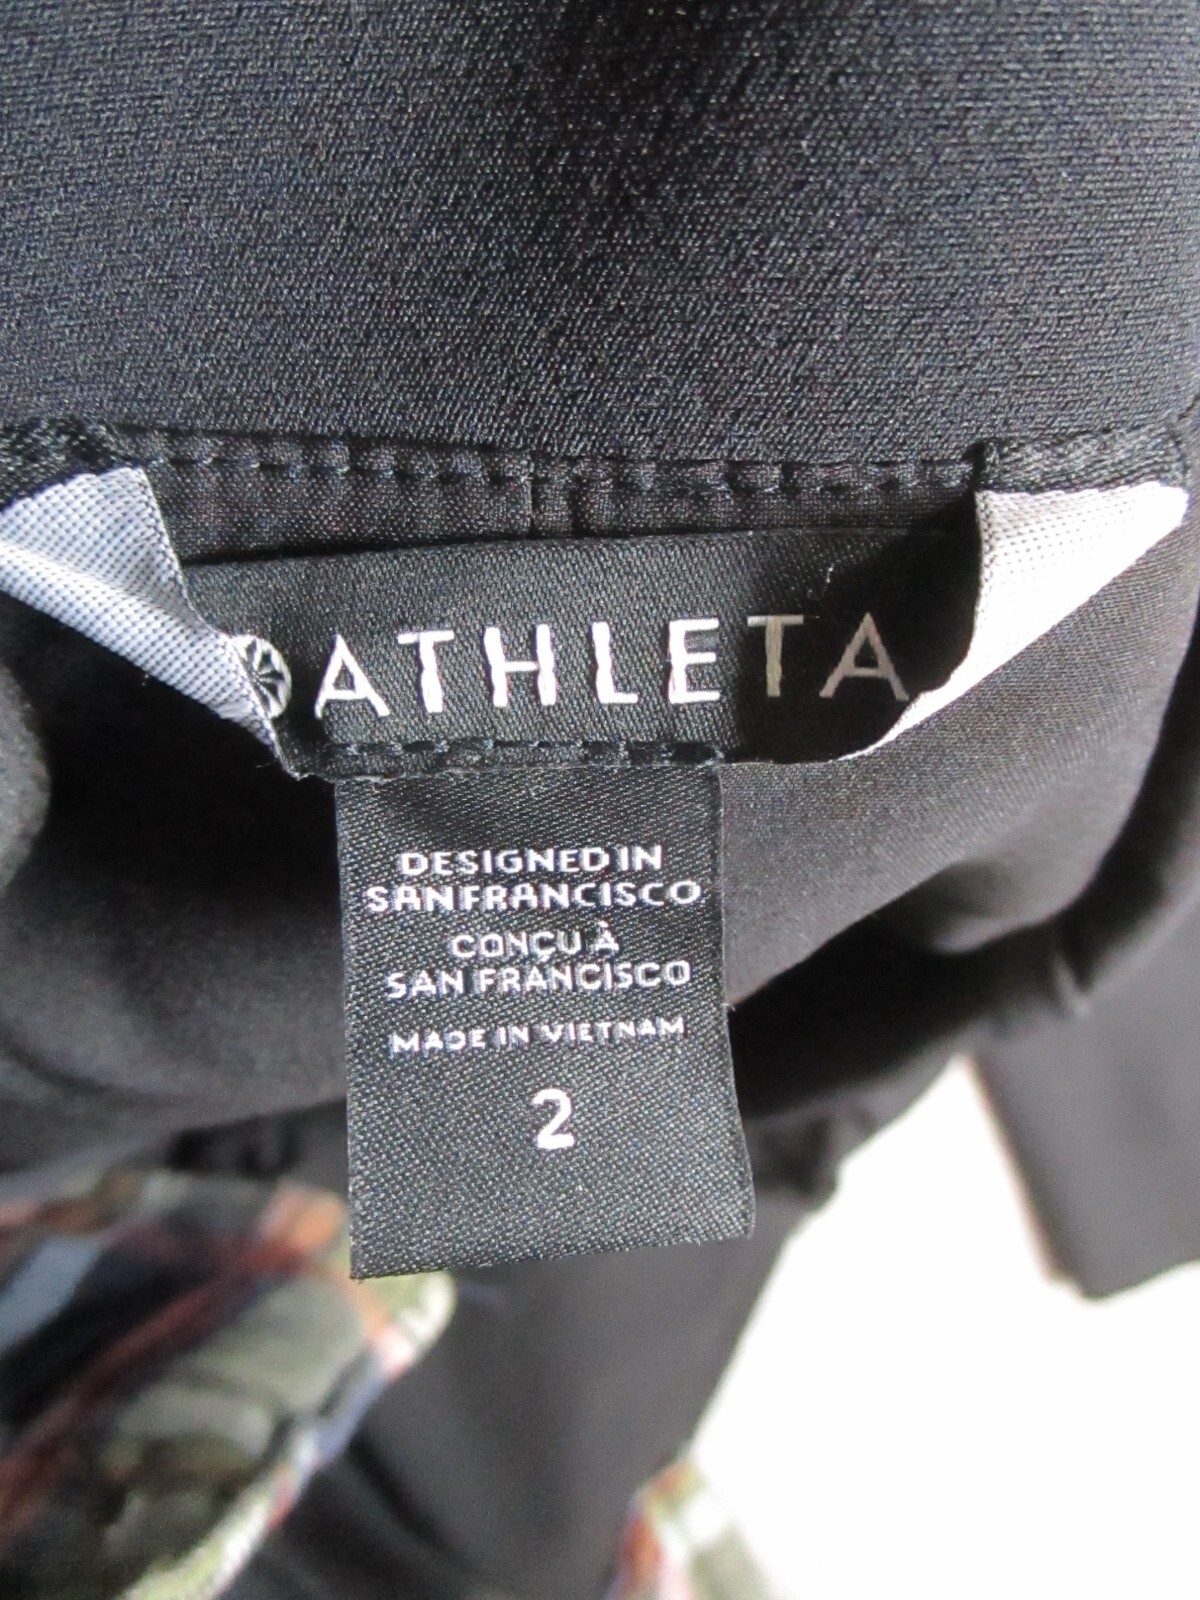 ATHLETA
DESIGNED IN
SAN FRANCISCO
CONÇU À
SAN FRANCISCO
MADE IN VIETNAM
2